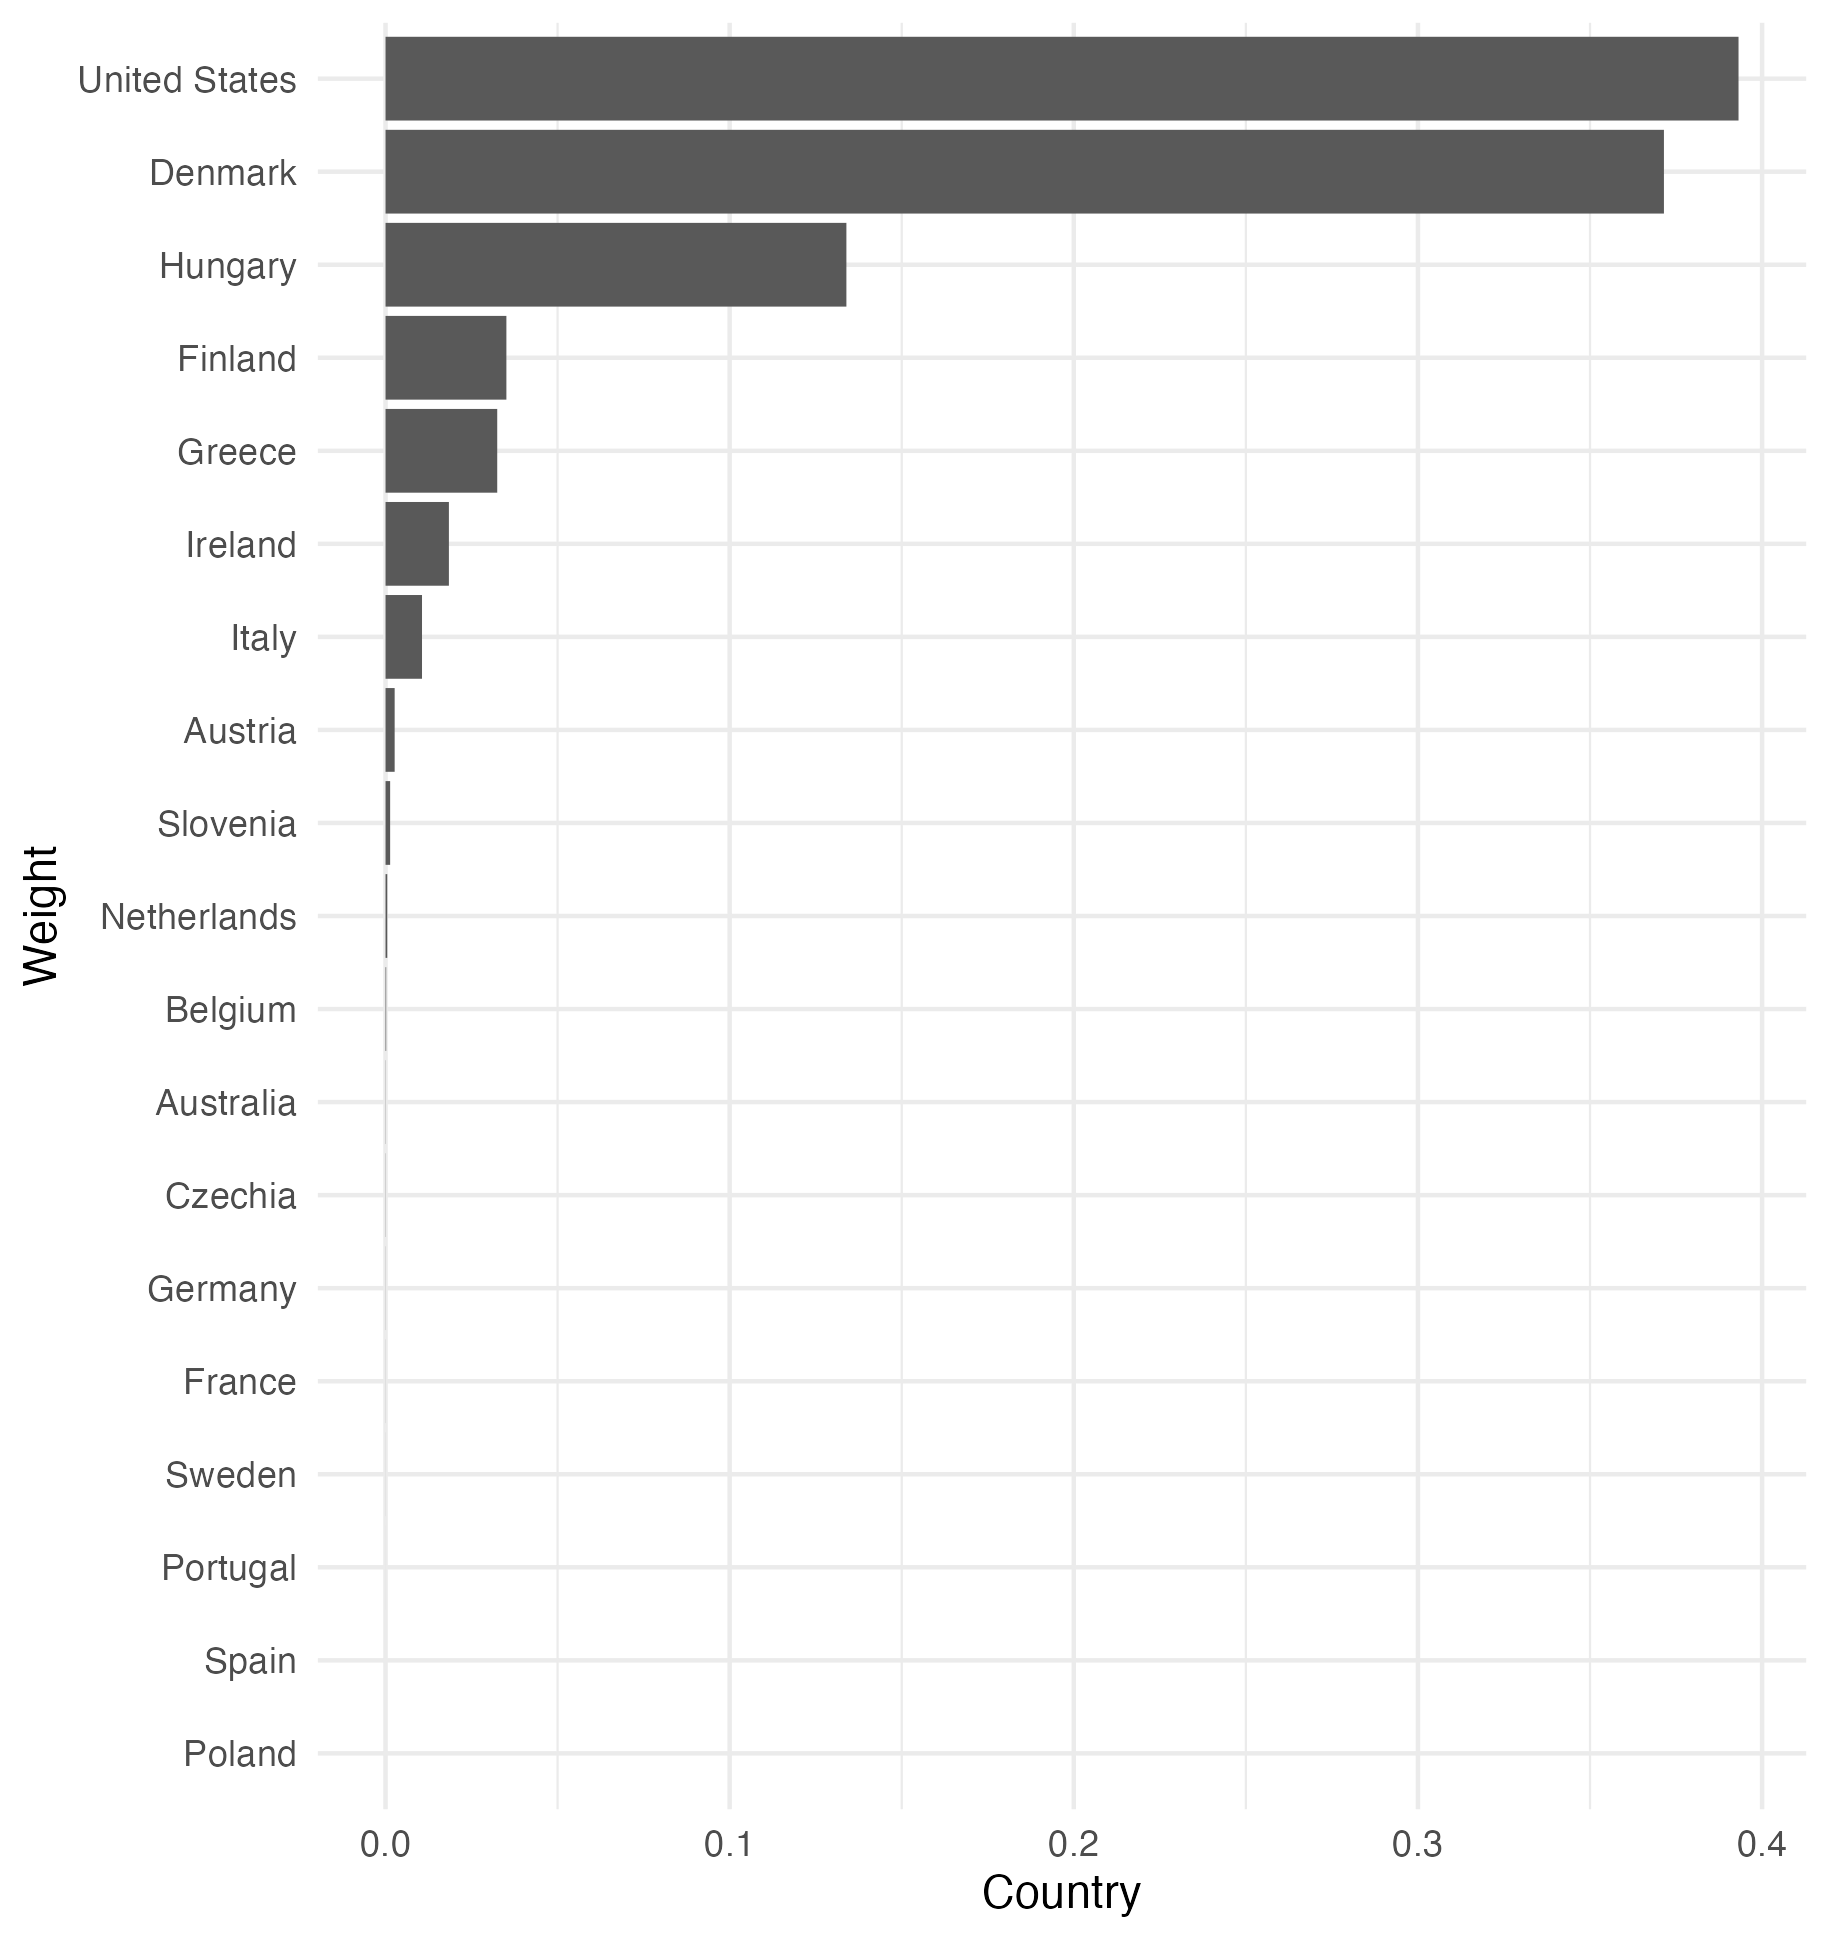 United States
Denmark
Hungary
Finland
Greece
Ireland
Italy
Austria
Slovenia
Netherlands
Belgium
Australia
Czechia
Germany
France
Sweden
Portugal
Spain
Poland
Weight
0.0 0.1 0.2 0.3 0.4
Country